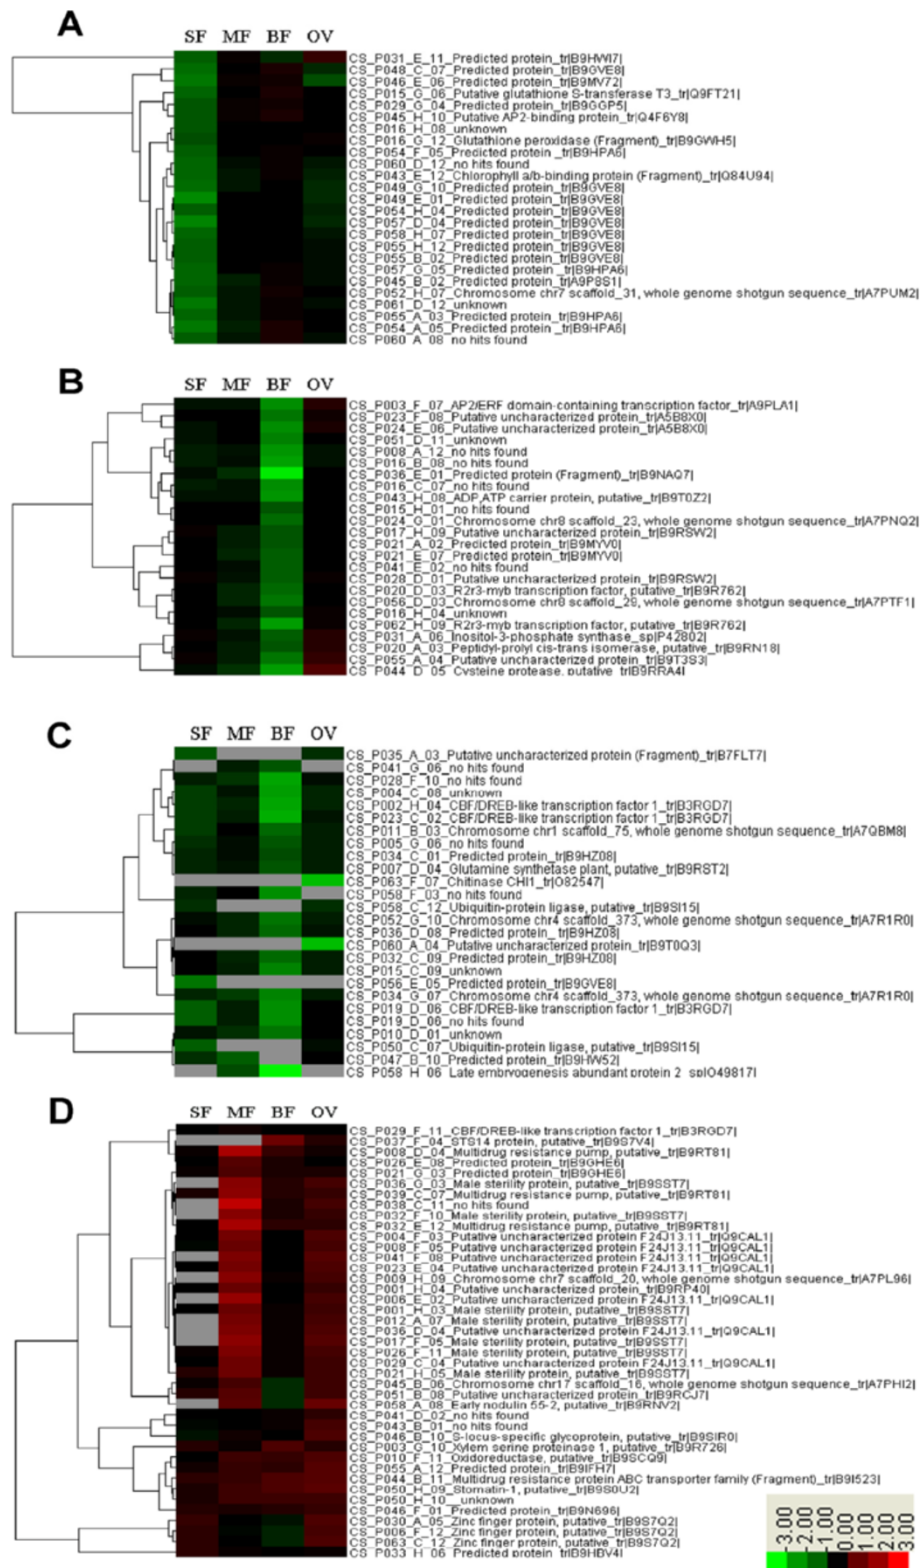 A
SF MF BF OV
CS_P031_E_11_Predicted protein_tr|B9HWI7|
CS_P048_C_07_Predicted protein_tr|B9GVE8|
CS_P046_E_06_Predicted protein_tr|B9MV72|
CS_P015_G_06_Putative glutathione S-transferase T3_tr|Q9FT21|
CS_P029_G_04_Predicted protein_tr|B9GGP5|
CS_P045_H_10_Putative AP2-binding protein_tr|Q4F6Y8|
CS_P016_H_08_unknown
CS_P016_G_12_Glutathione peroxidase (Fragment)_tr|B9GWH5|
CS_P054_F_05_Predicted protein _tr|B9HPA6|
CS_P060_D_12_no hits found
CS_P043_E_12_Chlorophyll a/b-binding protein (Fragment)_tr|Q84U94|
CS_P049_G_10_Predicted protein_tr|B9GVE8|
CS_P049_E_01_Predicted protein_tr|B9GVE8|
CS_P054_H_04_Predicted protein_tr|B9GVE8|
CS_P057_D_04_Predicted protein_tr|B9GVE8|
CS_P058_H_07_Predicted protein_tr|B9GVE8|
CS_P055_H_12_Predicted protein_tr|B9GVE8|
CS_P055_B_02_Predicted protein_tr|B9GVE8|
CS_P057_G_05_Predicted protein _tr|B9HPA6|
CS_P045_B_02_Predicted protein_tr|A9P8S1|
CS_P052_H_07_Chromosome chr7 scaffold_31, whole genome shotgun sequence_tr|A7PUM2|
CS_P061_D_12_unknown
CS_P055_A_03_Predicted protein _tr|B9HPA6|
CS_P054_A_05_Predicted protein _tr|B9HPA6|
CS_P060_A_08_no hits found
B
SF MF BF OV
CS_P003_F_07_AP2/ERF domain-containing transcription factor_tr|A9PLA1|
CS_P023_F_08_Putative uncharacterized protein_tr|A5B8X0|
CS_P024_E_06_Putative uncharacterized protein_tr|A5B8X0|
CS_P051_D_11_unknown
CS_P008_A_12_no hits found
CS_P016_B_08_no hits found
CS_P036_E_01_Predicted protein (Fragment)_tr|B9NAQ7|
CS_P016_C_07_no hits found
CS_P043_H_08_ADP,ATP carrier protein, putative_tr|B9T0Z2|
CS_P015_H_01_no hits found
CS_P024_G_01_Chromosome chr8 scaffold_23, whole genome shotgun sequence_tr|A7PNQ2|
CS_P017_H_09_Putative uncharacterized protein_tr|B9RSW2|
CS_P021_A_02_Predicted protein_tr|B9MYV0|
CS_P021_E_07_Predicted protein_tr|B9MYV0|
CS_P041_E_02_no hits found
CS_P028_D_01_Putative uncharacterized protein_tr|B9RSW2|
CS_P020_D_03_R2r3-myb transcription factor, putative_tr|B9R762|
CS_P056_D_03_Chromosome chr8 scaffold_29, whole genome shotgun sequence_tr|A7PTF1|
CS_P016_H_04_unknown
CS_P062_H_09_R2r3-myb transcription factor, putative_tr|B9R762|
CS_P031_A_06_Inositol-3-phosphate synthase_sp|P42802|
CS_P020_A_03_Peptidyl-prolyl cis-trans isomerase, putative_tr|B9RN18|
CS_P055_A_04_Putative uncharacterized protein_tr|B9T3S3|
CS_P044_D_05_Cysteine protease, putative_tr|B9RRA4|
C
SF MF BF OV
CS_P035_A_03_Putative uncharacterized protein (Fragment)_tr|B7FLT7|
CS_P041_G_06_no hits found
CS_P028_F_10_no hits found
CS_P004_C_08_unknown
CS_P002_H_04_CBF/DREB-like transcription factor 1_tr|B3RGD7|
CS_P023_C_02_CBF/DREB-like transcription factor 1_tr|B3RGD7|
CS_P011_B_03_Chromosome chr1 scaffold_75, whole genome shotgun sequence_tr|A7QBM8|
CS_P005_G_06_no hits found
CS_P034_C_01_Predicted protein_tr|B9HZ08|
CS_P007_D_04_Glutamine synthetase plant, putative_tr|B9RST2|
CS_P063_F_07_Chitinase CHI1_tr|O82547|
CS_P058_F_03_no hits found
CS_P058_C_12_Ubiquitin-protein ligase, putative_tr|B9SI15|
CS_P052_G_10_Chromosome chr4 scaffold_373, whole genome shotgun sequence_tr|A7R1R0|
CS_P036_D_08_Predicted protein_tr|B9HZ08|
CS_P060_A_04_Putative uncharacterized protein_tr|B9T0Q3|
CS_P032_C_09_Predicted protein_tr|B9HZ08|
CS_P015_C_09_unknown
CS_P056_E_05_Predicted protein_tr|B9GVE8|
CS_P034_G_07_Chromosome chr4 scaffold_373, whole genome shotgun sequence_tr|A7R1R0|
CS_P019_D_06_CBF/DREB-like transcription factor 1_tr|B3RGD7|
CS_P019_D_06_no hits found
CS_P010_D_01_unknown
CS_P050_C_07_Ubiquitin-protein ligase, putative_tr|B9SI15|
CS_P047_B_10_Predicted protein_tr|B9HW52|
CS_P058_H_06_Late embryogenesis abundant protein 2_sp|O49817|
D
SF MF BF OV
CS_P029_F_11_CBF/DREB-like transcription factor 1_tr|B3RGD7|
CS_P037_F_04_STS14 protein, putative_tr|B9S7V4|
CS_P008_D_04_Multidrug resistance pump, putative_tr|B9RT81|
CS_P026_E_08_Predicted protein_tr|B9GHE6|
CS_P021_G_03_Predicted protein_tr|B9GHE6|
CS_P036_G_03_Male sterility protein, putative_tr|B9SST7|
CS_P039_C_07_Multidrug resistance pump, putative_tr|B9RT81|
CS_P038_C_11_no hits found
CS_P032_F_10_Male sterility protein, putative_tr|B9SST7|
CS_P032_E_12_Multidrug resistance pump, putative_tr|B9RT81|
CS_P004_F_03_Putative uncharacterized protein F24J13.11_tr|Q9CAL1|
CS_P008_F_05_Putative uncharacterized protein F24J13.11_tr|Q9CAL1|
CS_P041_F_08_Putative uncharacterized protein F24J13.11_tr|Q9CAL1|
CS_P023_E_04_Putative uncharacterized protein F24J13.11_tr|Q9CAL1|
CS_P009_H_09_Chromosome chr7 scaffold_20, whole genome shotgun sequence_tr|A7PL96|
CS_P001_H_04_Putative uncharacterized protein_tr|B9RP40|
CS_P006_E_02_Putative uncharacterized protein F24J13.11_tr|Q9CAL1|
CS_P001_H_03_Male sterility protein, putative_tr|B9SST7|
CS_P012_A_07_Male sterility protein, putative_tr|B9SST7|
CS_P036_D_04_Putative uncharacterized protein F24J13.11_tr|Q9CAL1|
CS_P017_F_05_Male sterility protein, putative_tr|B9SST7|
CS_P026_F_11_Male sterility protein, putative_tr|B9SST7|
CS_P029_C_04_Putative uncharacterized protein F24J13.11_tr|Q9CAL1|
CS_P021_H_05_Male sterility protein, putative_tr|B9SST7|
CS_P045_B_06_Chromosome chr17 scaffold_16, whole genome shotgun sequence_tr|A7PHI2|
CS_P051_B_08_Putative uncharacterized protein_tr|B9RCJ7|
CS_P058_A_08_Early nodulin 55-2, putative_tr|B9RNV2|
CS_P041_D_02_no hits found
CS_P043_B_01_no hits found
CS_P046_B_10_S-locus-specific glycoprotein, putative_tr|B9SIR0|
CS_P003_G_10_Xylem serine proteinase 1, putative_tr|B9R726|
CS_P010_F_11_Oxidoreductase, putative_tr|B9SCQ9|
CS_P055_A_12_Predicted protein_tr|B9IFH7|
CS_P044_B_11_Multidrug resistance protein ABC transporter family (Fragment)_tr|B9I523|
CS_P050_H_09_Stomatin-1, putative_tr|B9S0U2|
CS_P050_H_10__unknown
CS_P046_F_01_Predicted protein_tr|B9N696|
CS_P030_A_05_Zinc finger protein, putative_tr|B9S7Q2|
CS_P006_F_12_Zinc finger protein, putative_tr|B9S7Q2|
CS_P063_C_12_Zinc finger protein, putative_tr|B9S7Q2|
CS_P033_H_06_Predicted protein_tr|B9HBV4|
-3.00 -2.00 -1.00 0.00 1.00 2.00 3.00